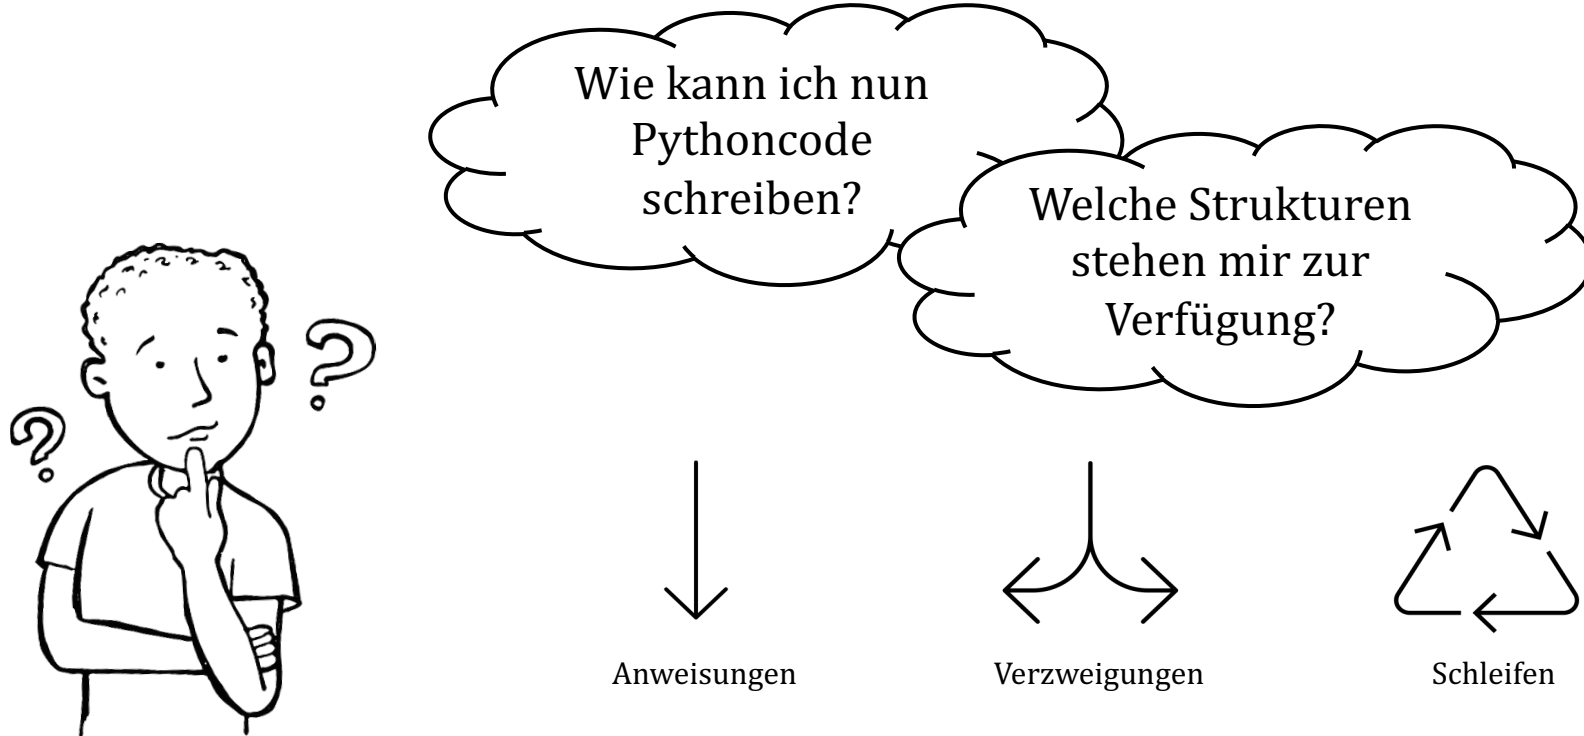 Wie kann ich nun
Pythoncode
schreiben?
Welche Strukturen
stehen mir zur
Verfügung?
?
?
Anweisungen
Verzweigungen
Schleifen